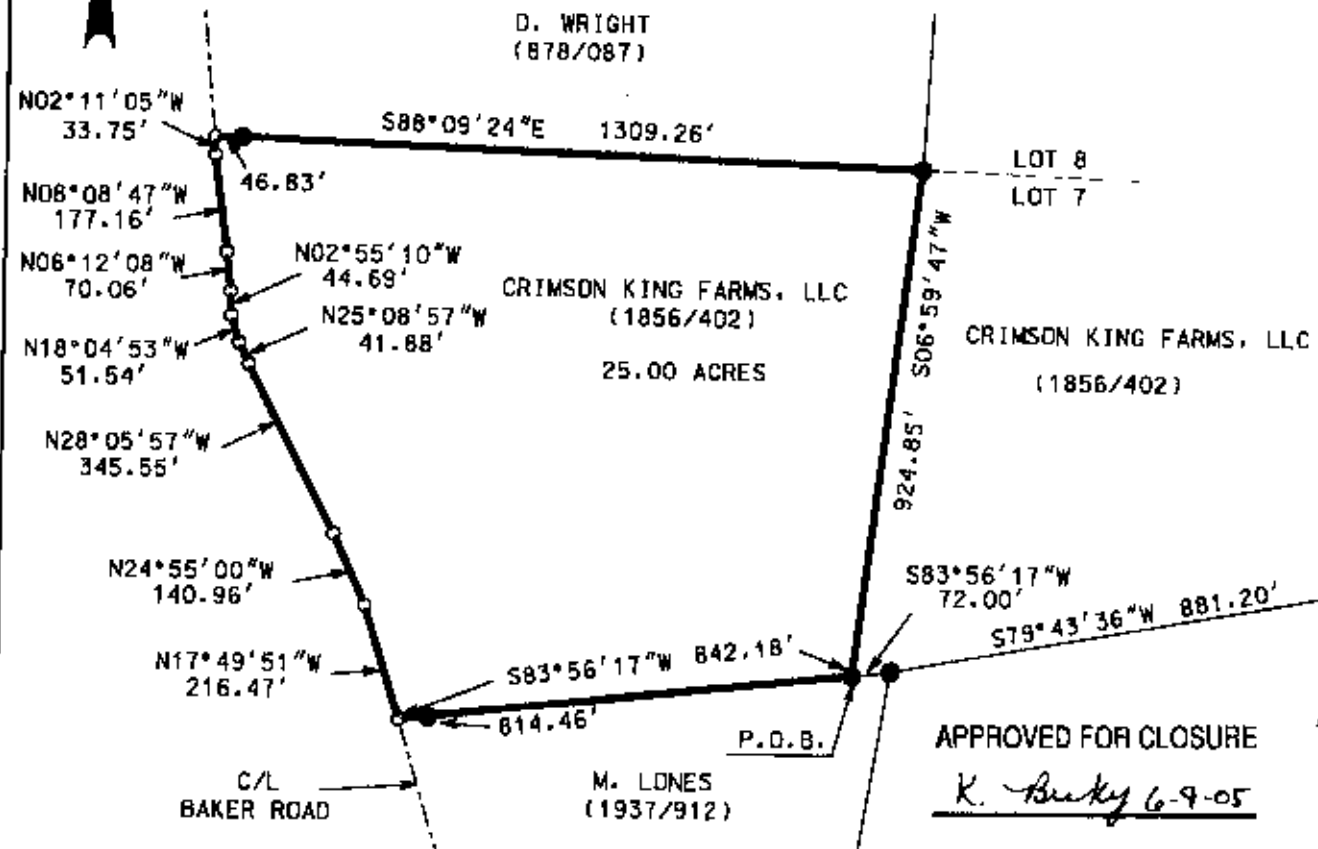 D. WRIGHT
(878/087)
N02°11'05"W
33.75'
S88°09'24"E 1309.26'
46.83'
LOT 8
LOT 7
N08°08'47"W
177.16'
N06°12'08"W
70.06'
N02°55'10"W
44.69'
N18°04'53"W
51.54'
N25°08'57"W
41.88'
CRIMSON KING FARMS, LLC
(1856/402)
25.00 ACRES
924.85' S06°59'47"W
CRIMSON KING FARMS, LLC
(1856/402)
N28°05'57"W
345.55'
N24°55'00"W
140.96'
N17°49'51"W
216.47'
S83°56'17"W 842.18'
814.46'
S83°56'17"W
72.00'
S79°43'36"W 881.20'
P.O.B.
C/L
BAKER ROAD
M. LONES
(1937/912)
APPROVED FOR CLOSURE
K. 6-9-05